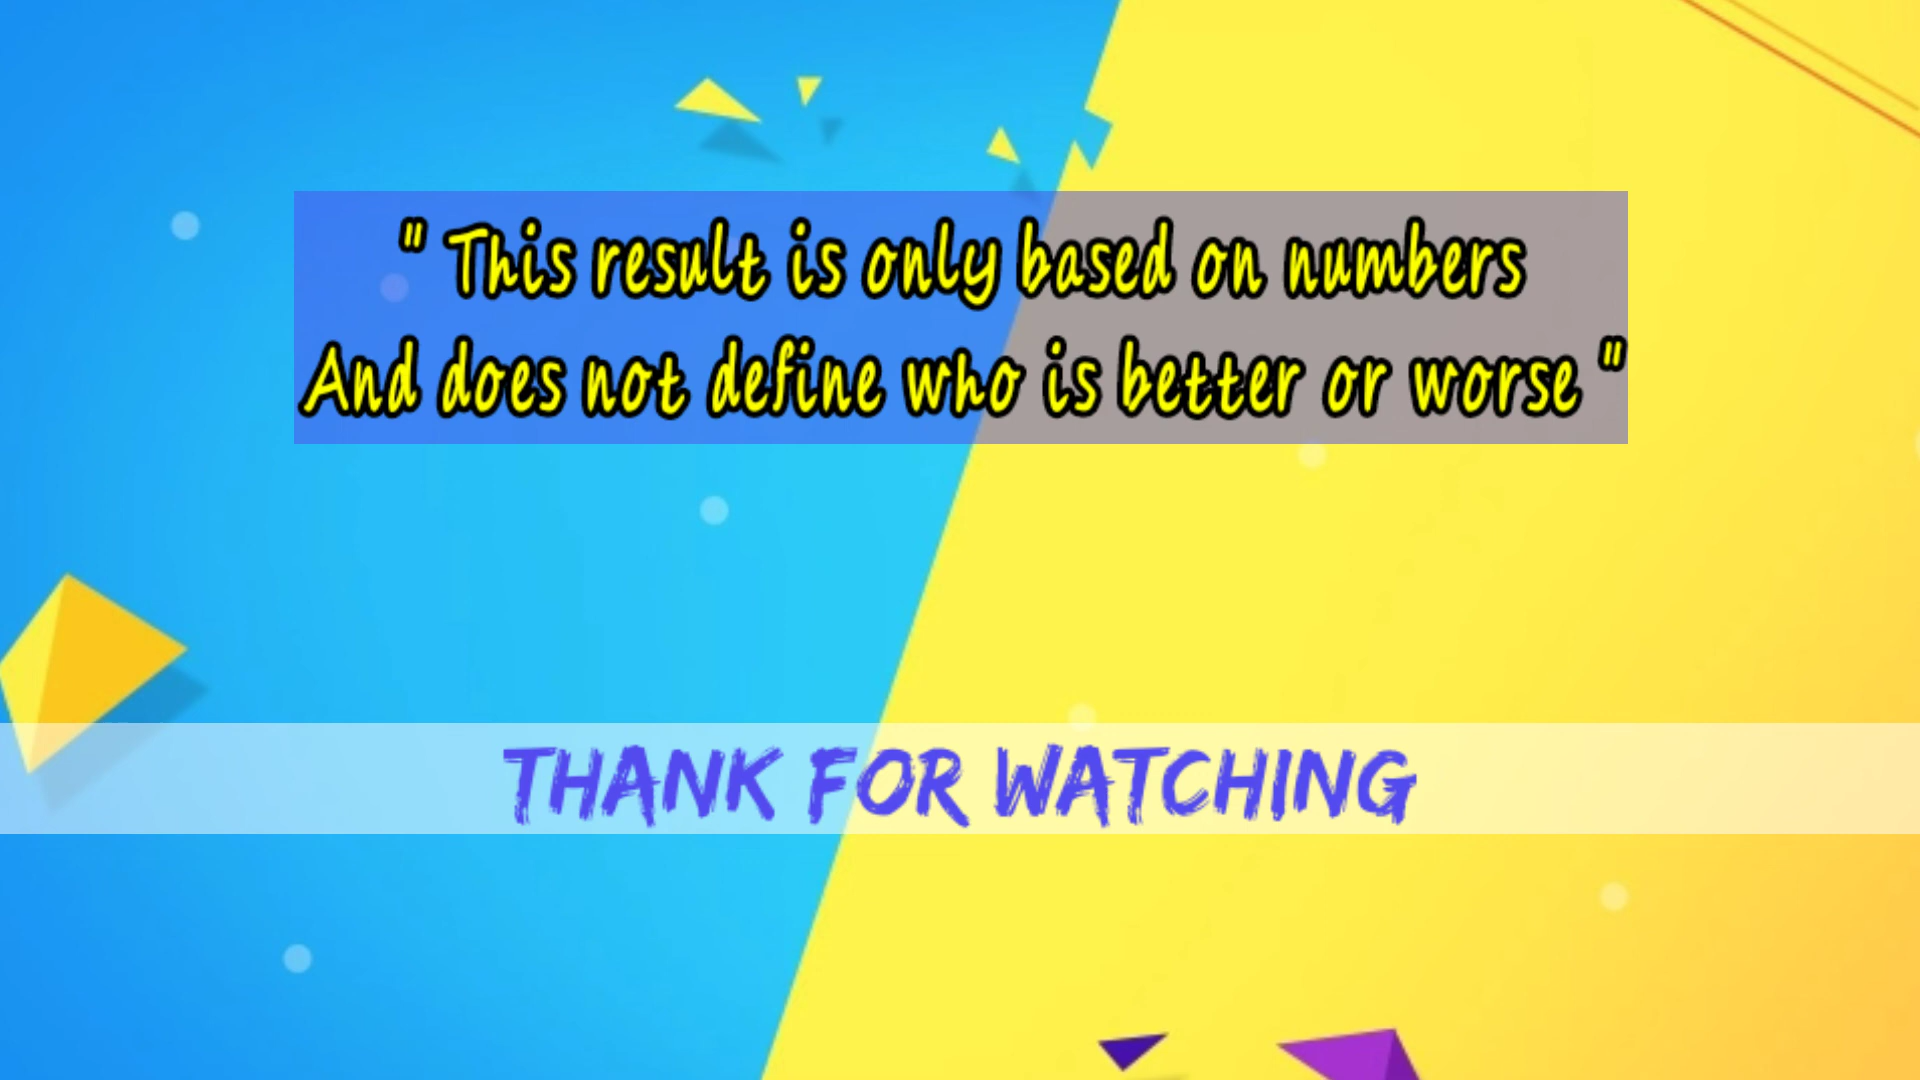 " This result is only based on numbers
And does not define who is better or worse "
THANK FOR WATCHING